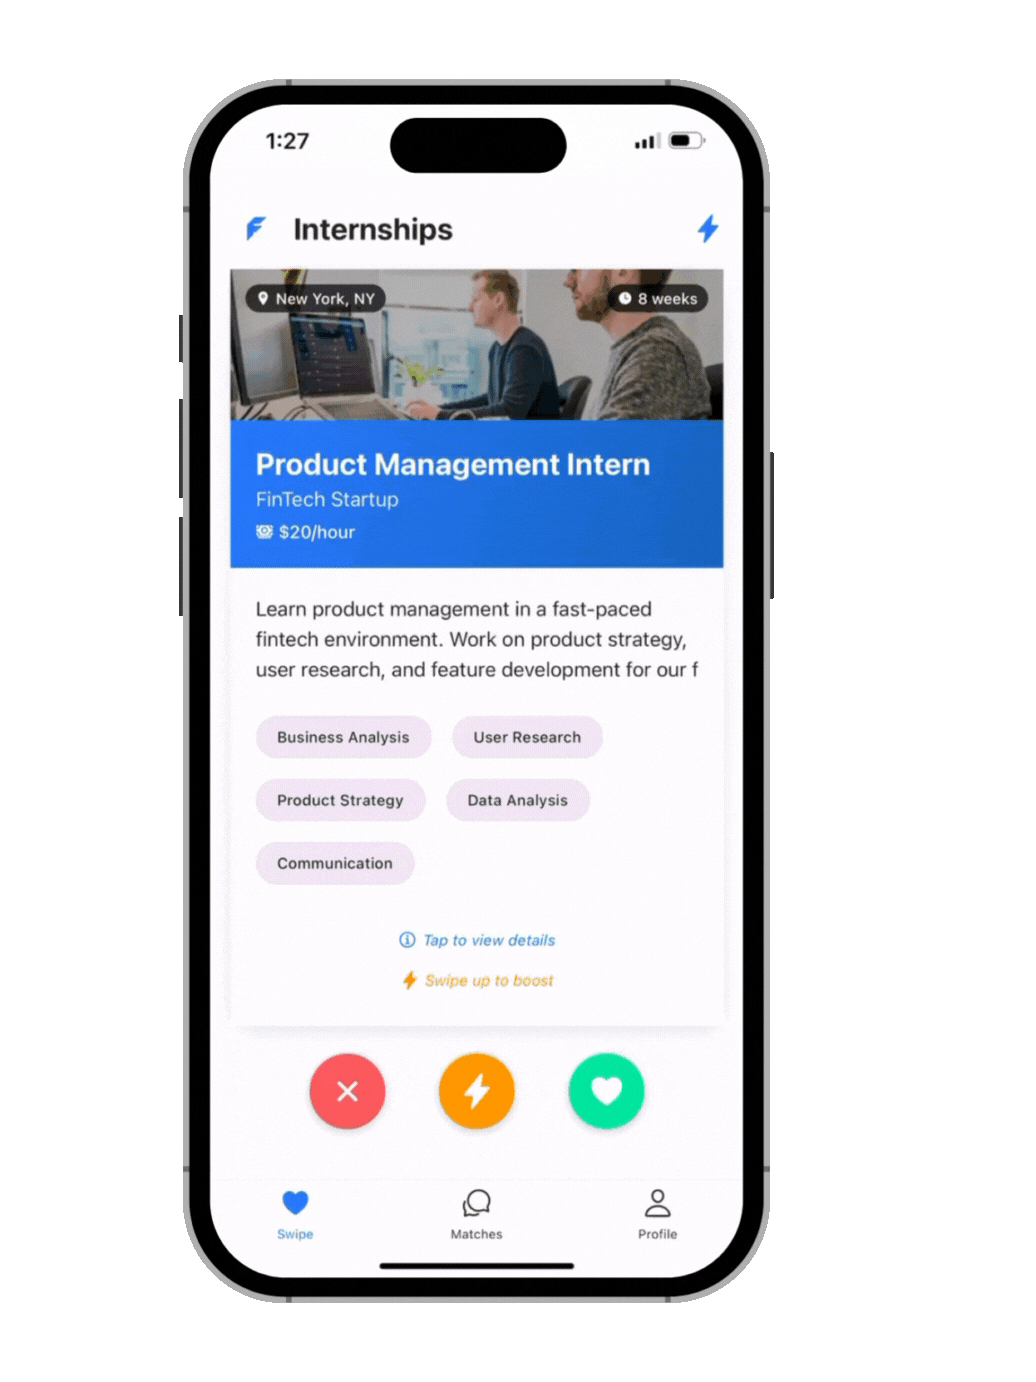 1:27
Internships
New York, NY
8 weeks
Product Management Intern
FinTech Startup
$20/hour
Learn product management in a fast-paced
fintech environment. Work on product strategy,
user research, and feature development for our f
Business Analysis
User Research
Product Strategy
Data Analysis
Communication
Tap to view details
Swipe up to boost
Swipe
Matches
Profile